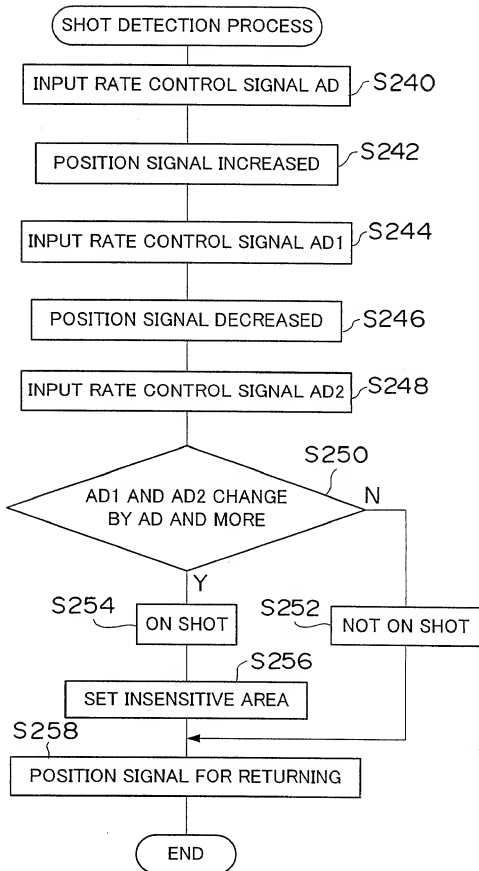 SHOT DETECTION PROCESS
INPUT RATE CONTROL SIGNAL AD
S240
POSITION SIGNAL INCREASED
S242
INPUT RATE CONTROL SIGNAL AD1
S244
POSITION SIGNAL DECREASED
S246
INPUT RATE CONTROL SIGNAL AD2
S248
S250
AD1 AND AD2 CHANGE
BY AD AND MORE
N
Y
S254
ON SHOT
S252
NOT ON SHOT
S256
SET INSENSITIVE AREA
S258
POSITION SIGNAL FOR RETURNING
END